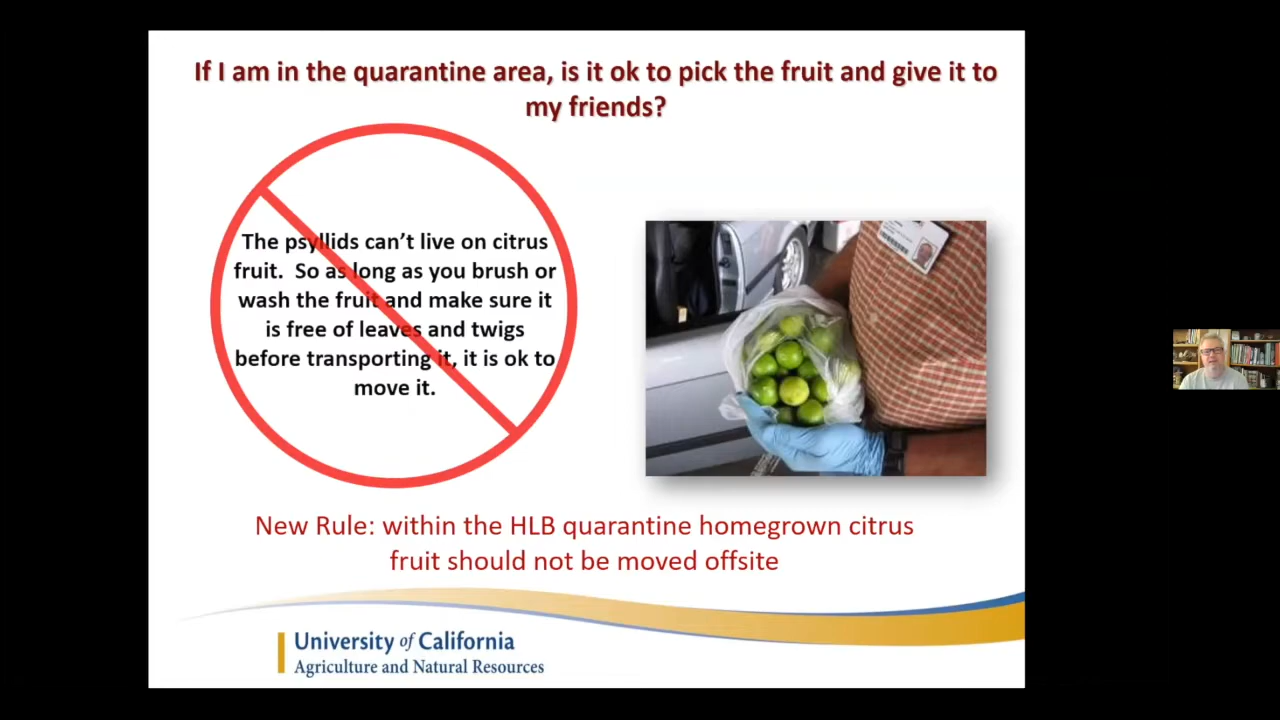 If I am in the quarantine area, is it ok to pick the fruit and give it to
my friends?
The psyllids can’t live on citrus
fruit.  So as long as you brush or
wash the fruit and make sure it
is free of leaves and twigs
before transporting it, it is ok to
move it.
New Rule: within the HLB quarantine homegrown citrus
fruit should not be moved offsite
University of California
Agriculture and Natural Resources